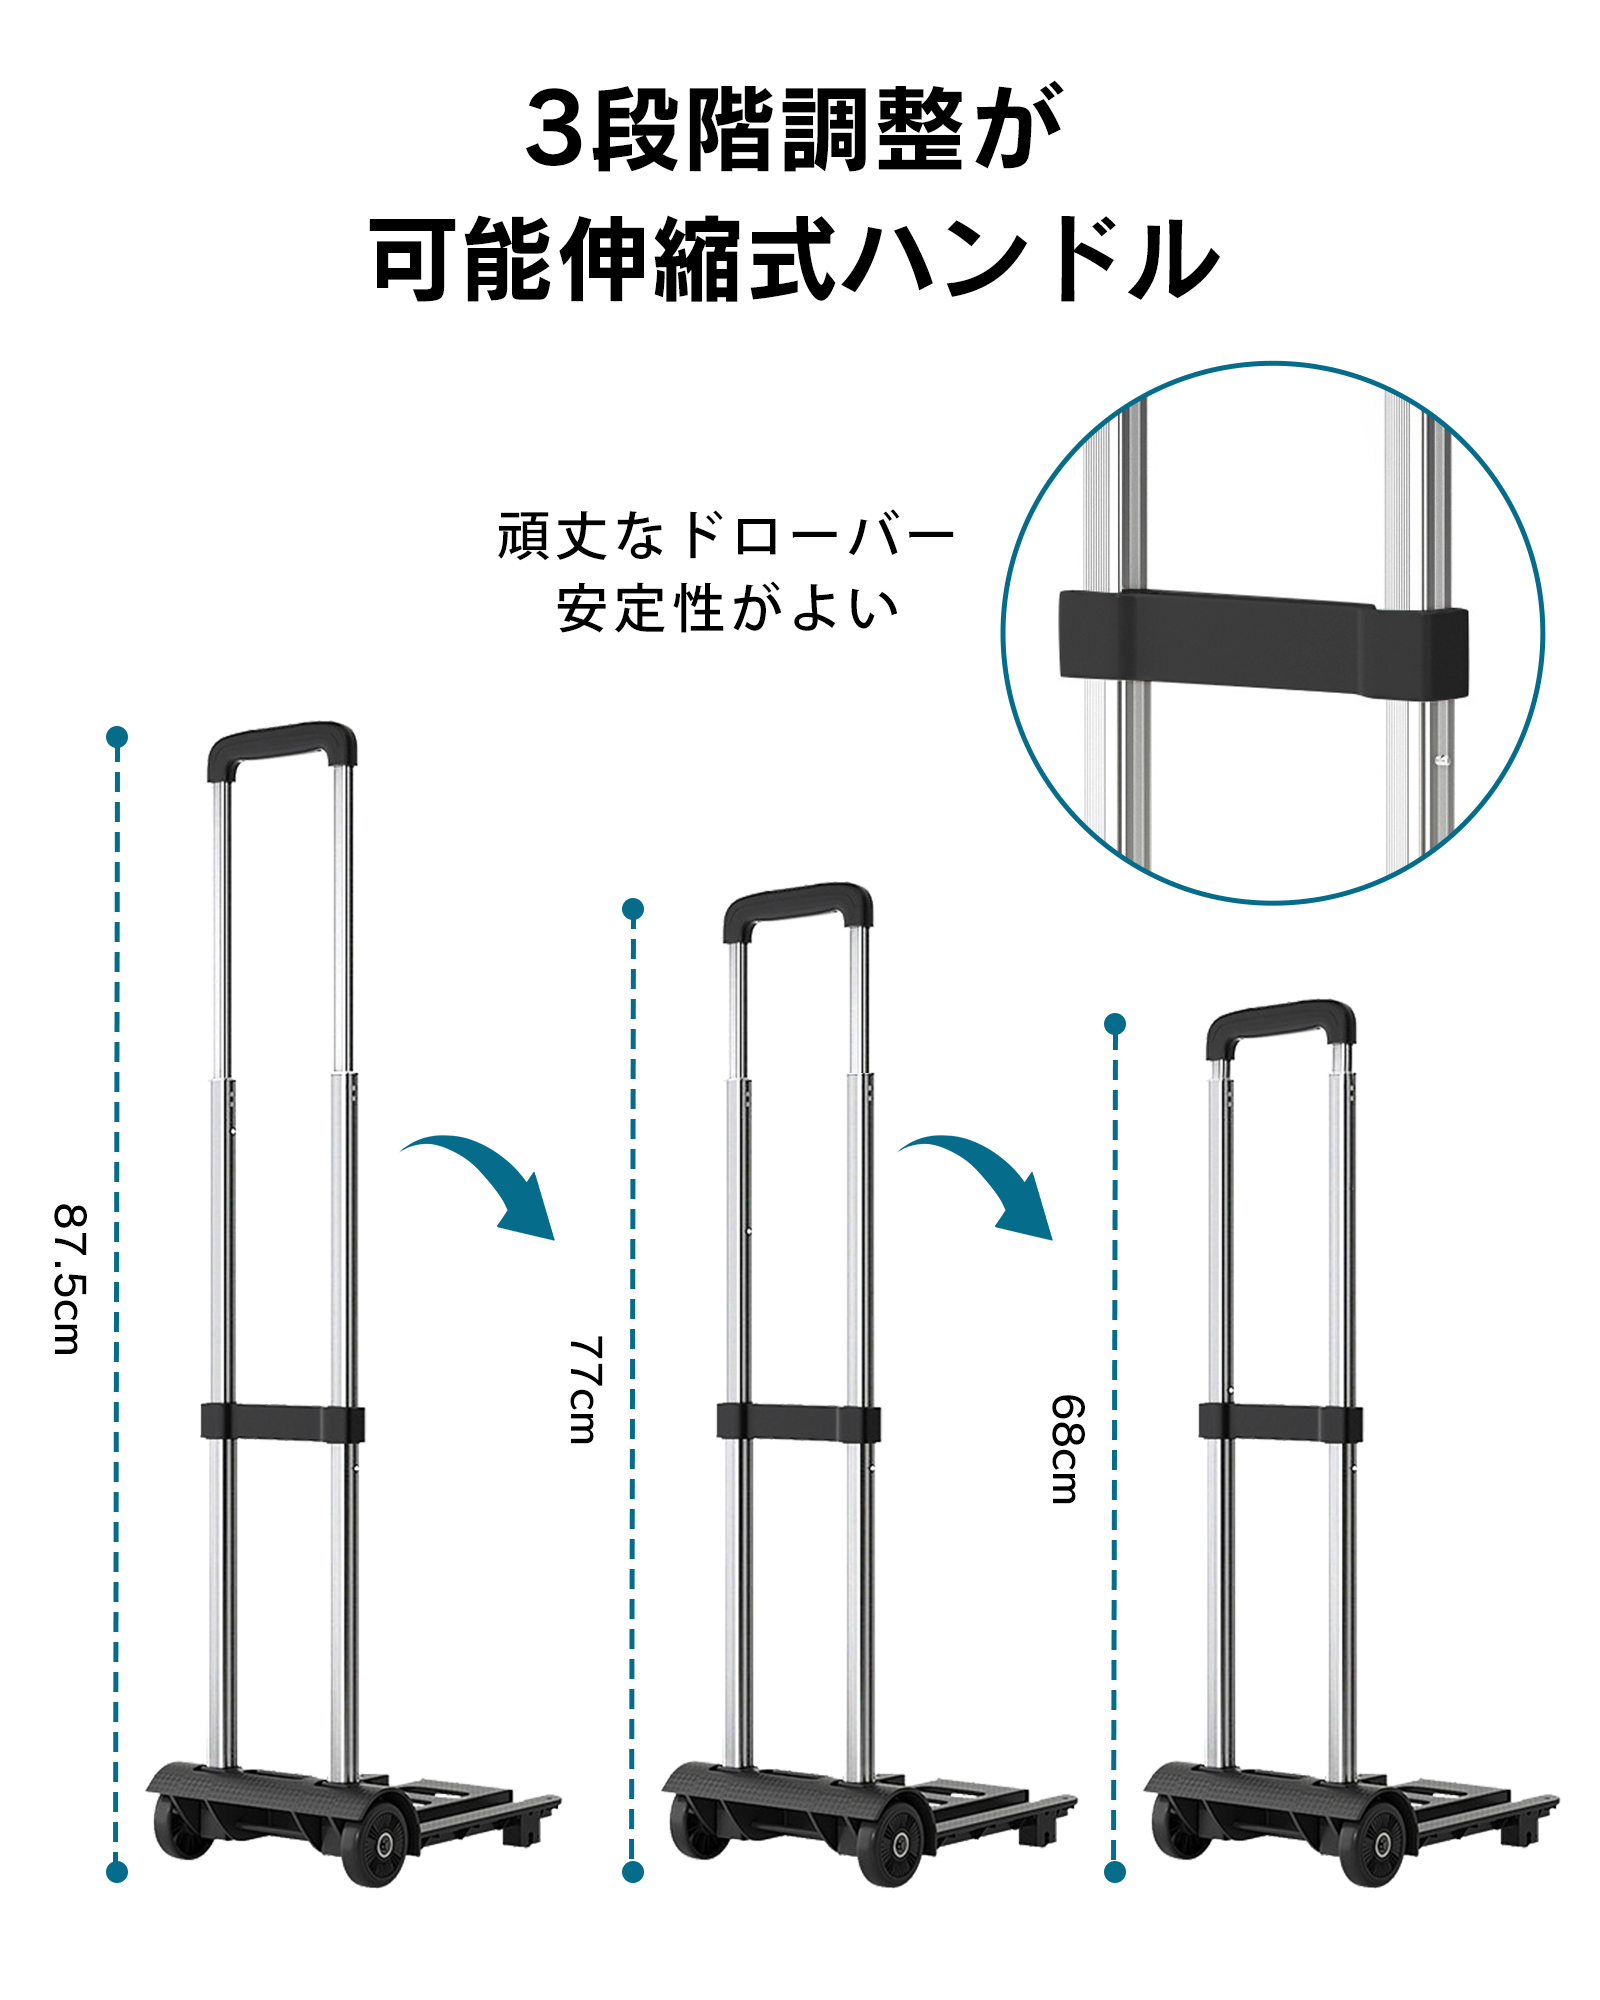 3段階調整が
可能伸縮式ハンドル
頑丈なドローバー
安定性がよい
87.5cm
77cm
68cm